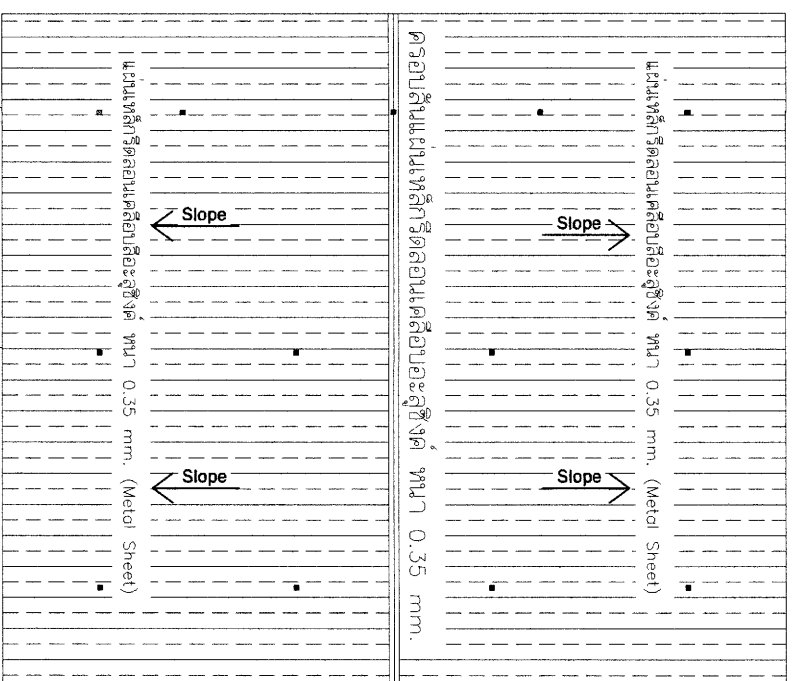 แผ่นเหล็กรีดลอนเคลือบอะลูซิงค์ หนา 0.35 mm. (Metal Sheet)
Slope
Slope
ครอบสันแผ่นเหล็กรีดลอนเคลือบอะลูซิงค์ หนา 0.35 mm.
Slope
Slope
แผ่นเหล็กรีดลอนเคลือบอะลูซิงค์ หนา 0.35 mm. (Metal Sheet)